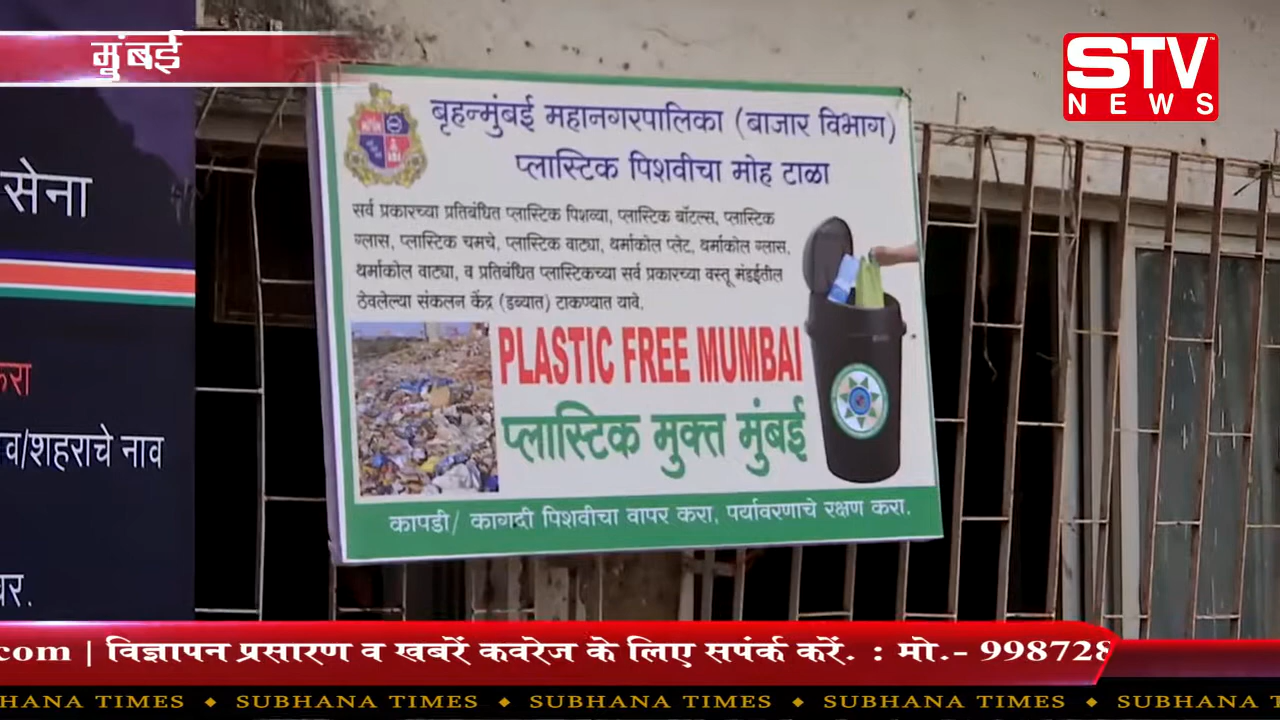 मुंबई
STV
NEWS
सेना
व/शहराचे नाव
बृहन्मुंबई महानगरपालिका (बाजार विभाग)
प्लास्टिक पिशवीचा मोह टाळा
सर्व प्रकारच्या प्रतिबंधित प्लास्टिक पिशव्या, प्लास्टिक बॉटल्स, प्लास्टिक
ग्लास, प्लास्टिक चमचे, प्लास्टिक वाट्या, थर्माकोल प्लेट, थर्माकोल ग्लास,
थर्माकोल वाट्या, व प्रतिबंधित प्लास्टिकच्या सर्व प्रकारच्या वस्तू मंडईतील
ठेवलेल्या संकलन केंद्र (डब्यात) टाकण्यात यावे.
PLASTIC FREE MUMBAI
प्लास्टिक मुक्त मुंबई
कापडी/ कागदी पिशवीचा वापर करा, पर्यावरणाचे रक्षण करा.
.com | विज्ञापन प्रसारण व खबरें कवरेज के लिए सपंर्क करें. : मो.- 998728
HANA TIMES ◆ SUBHANA TIMES ◆ SUBHANA TIMES ◆ SUBHANA TIMES ◆ SUBHANA T